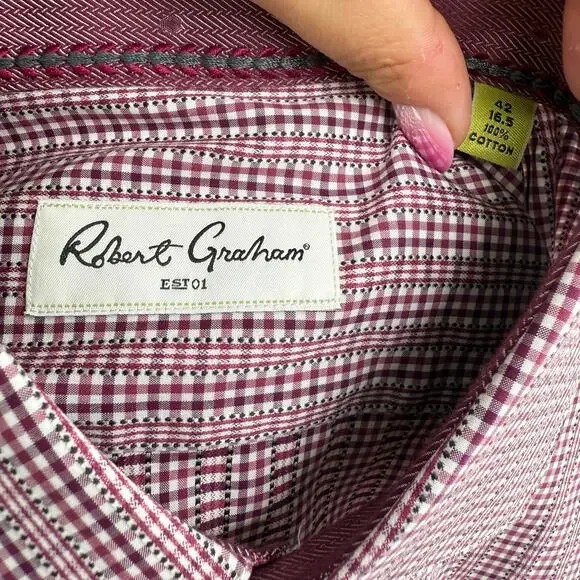 Robert Graham®
EST 01
42
16.5
100%
COTTON